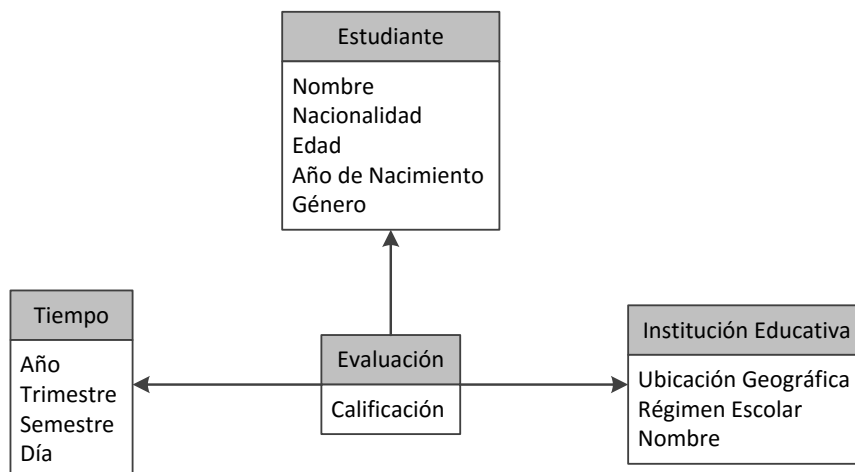 Estudiante
Nombre
Nacionalidad
Edad
Año de Nacimiento
Género
Tiempo
Año
Trimestre
Semestre
Día
Evaluación
Calificación
Institución Educativa
Ubicación Geográfica
Régimen Escolar
Nombre